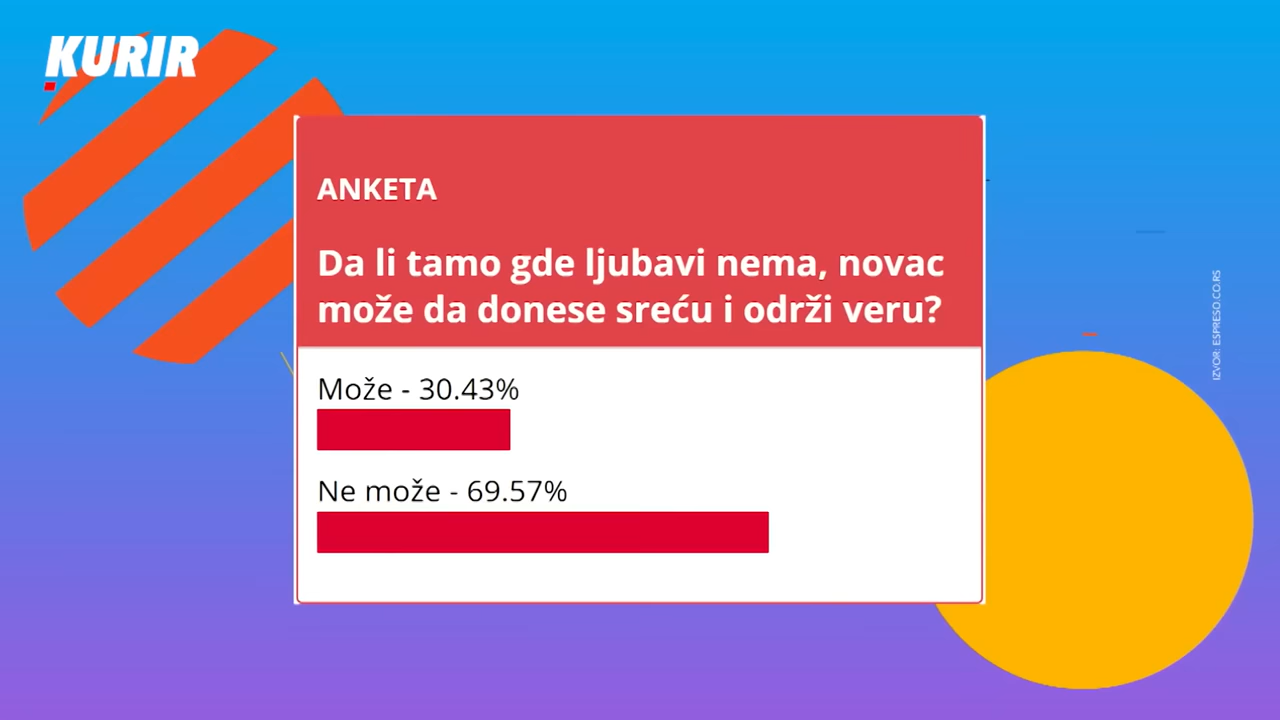 KURIR
ANKETA
Da li tamo gde ljubavi nema, novac
može da donese sreću i održi veru?
Može - 30.43%
Ne može - 69.57%
IZVOR: ESPRESO.CO.RS